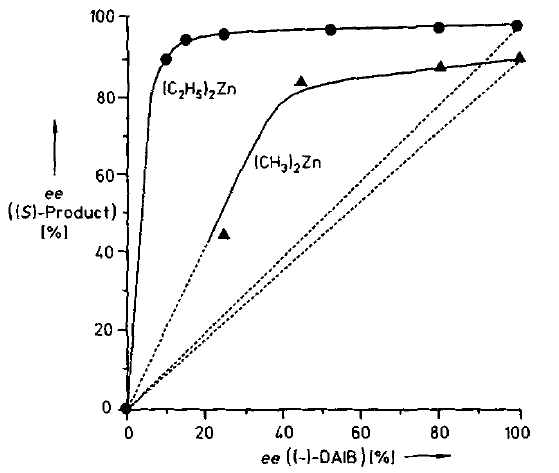 100
80
60
40
20
0
ee
((S)-Product)
[%]
(C2H5)2Zn
(CH3)2Zn
0 20 40 60 80 100
ee ((-)-DAIB) [%]